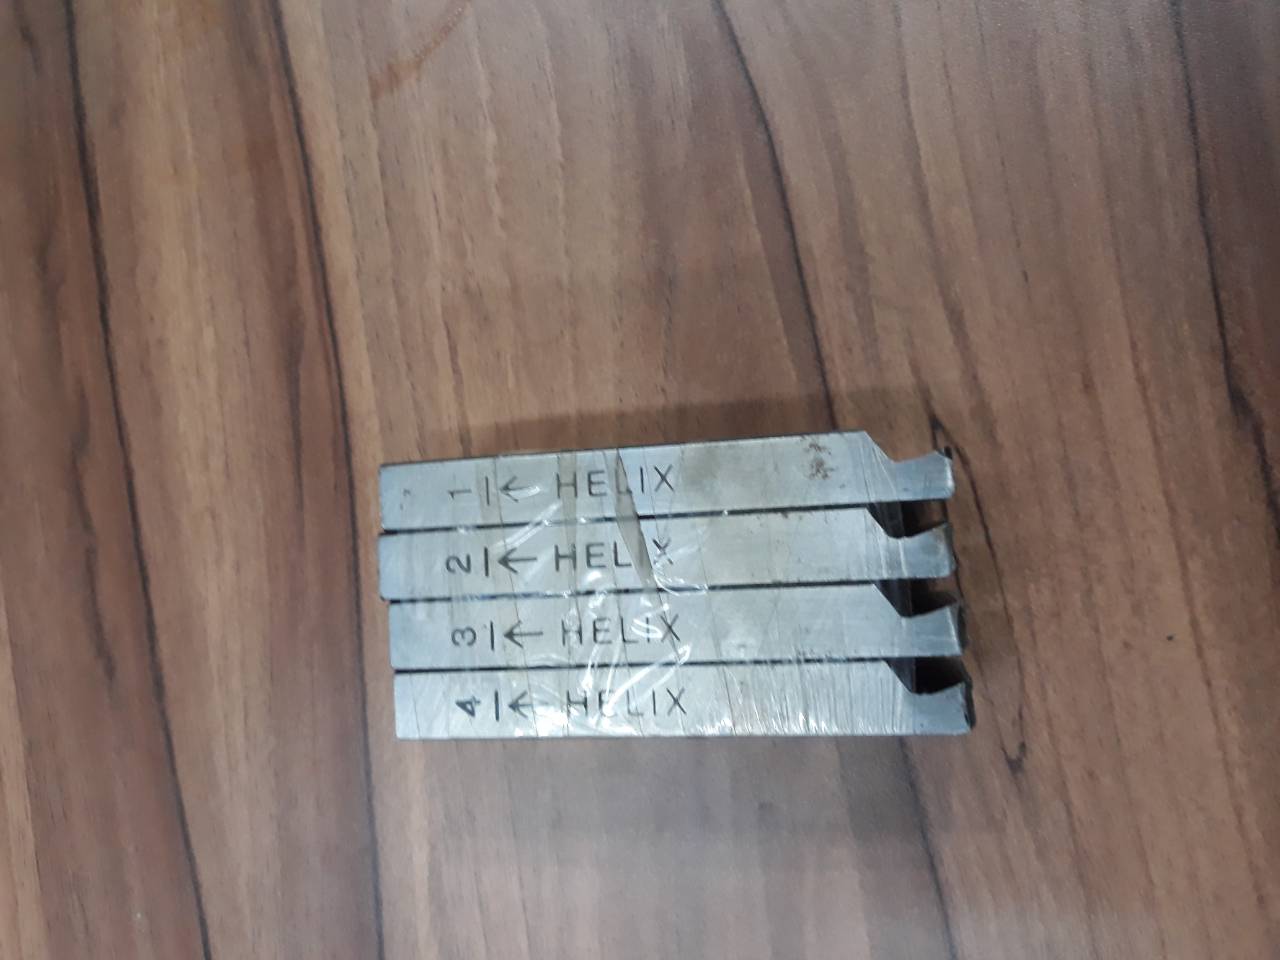 1 |← HELIX
2 |← HELIX
3 |← HELIX
4 |← HELIX